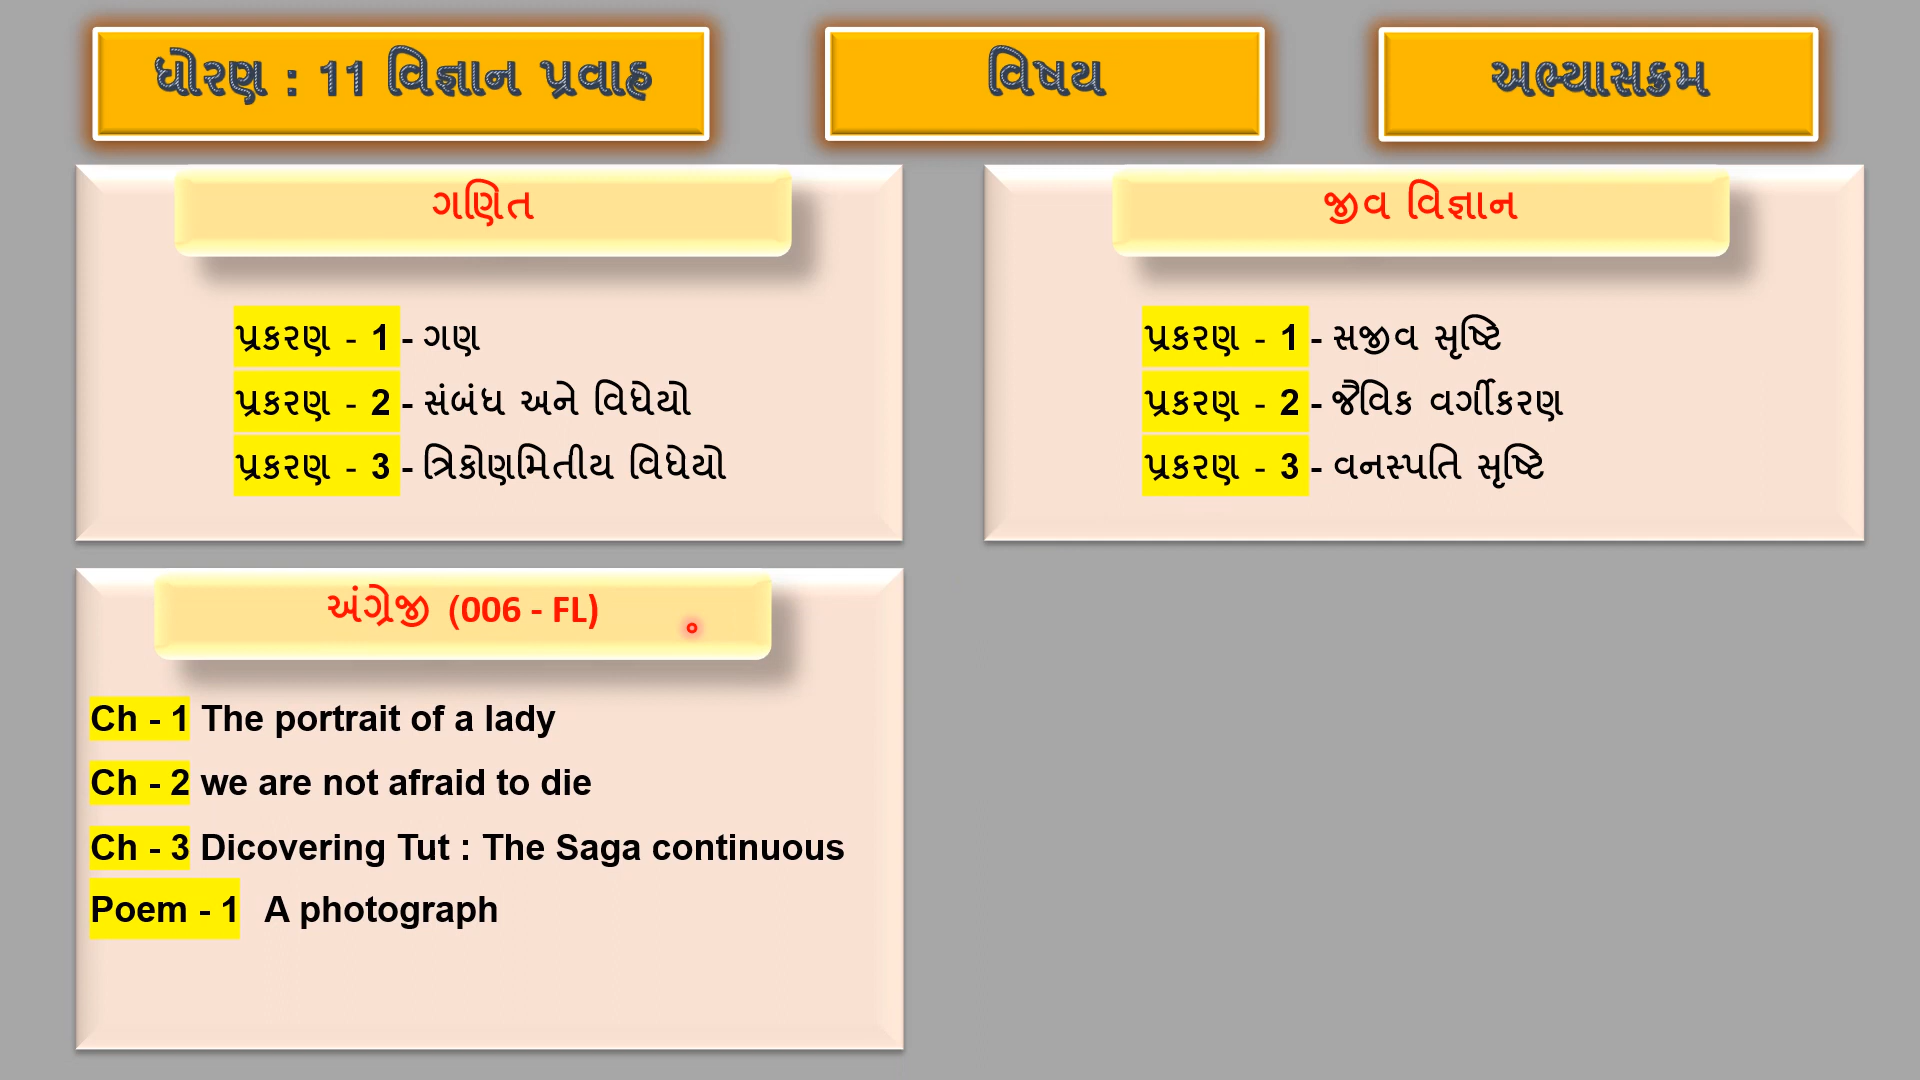 ધોરણ : 11 વિજ્ઞાન પ્રવાહ
વિષય
અભ્યાસક્રમ
ગણિત
પ્રકરણ - 1 - ગણ
પ્રકરણ - 2 - સંબંધ અને વિધેયો
પ્રકરણ - 3 - ત્રિકોણમિતીય વિધેયો
જીવ વિજ્ઞાન
પ્રકરણ - 1 - સજીવ સૃષ્ટિ
પ્રકરણ - 2 - જૈવિક વર્ગીકરણ
પ્રકરણ - 3 - વનસ્પતિ સૃષ્ટિ
અંગ્રેજી (006 - FL)
Ch - 1 The portrait of a lady
Ch - 2 we are not afraid to die
Ch - 3 Dicovering Tut : The Saga continuous
Poem - 1 A photograph